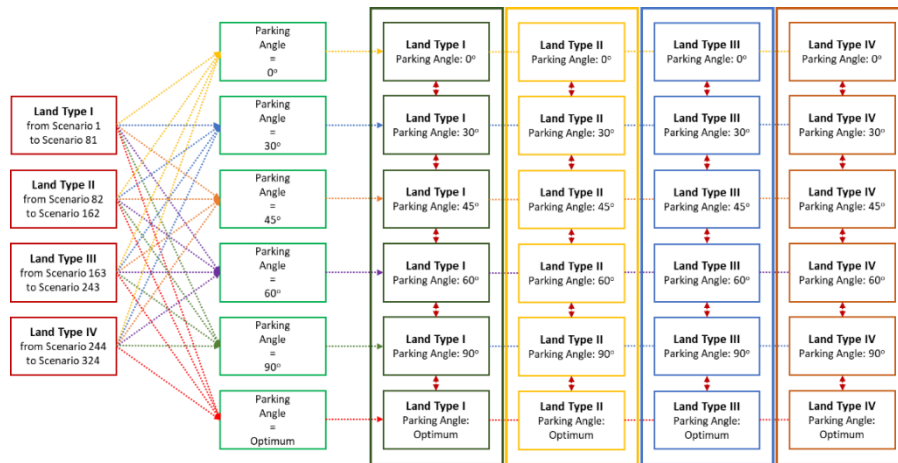 Land Type I
from Scenario 1
to Scenario 81
Land Type II
from Scenario 82
to Scenario 162
Land Type III
from Scenario 163
to Scenario 243
Land Type IV
from Scenario 244
to Scenario 324
Parking
Angle
=
0°
Parking
Angle
=
30°
Parking
Angle
=
45°
Parking
Angle
=
60°
Parking
Angle
=
90°
Parking
Angle
=
Optimum
Land Type I
Parking Angle: 0°
Land Type I
Parking Angle: 30°
Land Type I
Parking Angle: 45°
Land Type I
Parking Angle: 60°
Land Type I
Parking Angle: 90°
Land Type I
Parking Angle:
Optimum
Land Type II
Parking Angle: 0°
Land Type II
Parking Angle: 30°
Land Type II
Parking Angle: 45°
Land Type II
Parking Angle: 60°
Land Type II
Parking Angle: 90°
Land Type II
Parking Angle:
Optimum
Land Type III
Parking Angle: 0°
Land Type III
Parking Angle: 30°
Land Type III
Parking Angle: 45°
Land Type III
Parking Angle: 60°
Land Type III
Parking Angle: 90°
Land Type III
Parking Angle:
Optimum
Land Type IV
Parking Angle: 0°
Land Type IV
Parking Angle: 30°
Land Type IV
Parking Angle: 45°
Land Type IV
Parking Angle: 60°
Land Type IV
Parking Angle: 90°
Land Type IV
Parking Angle:
Optimum